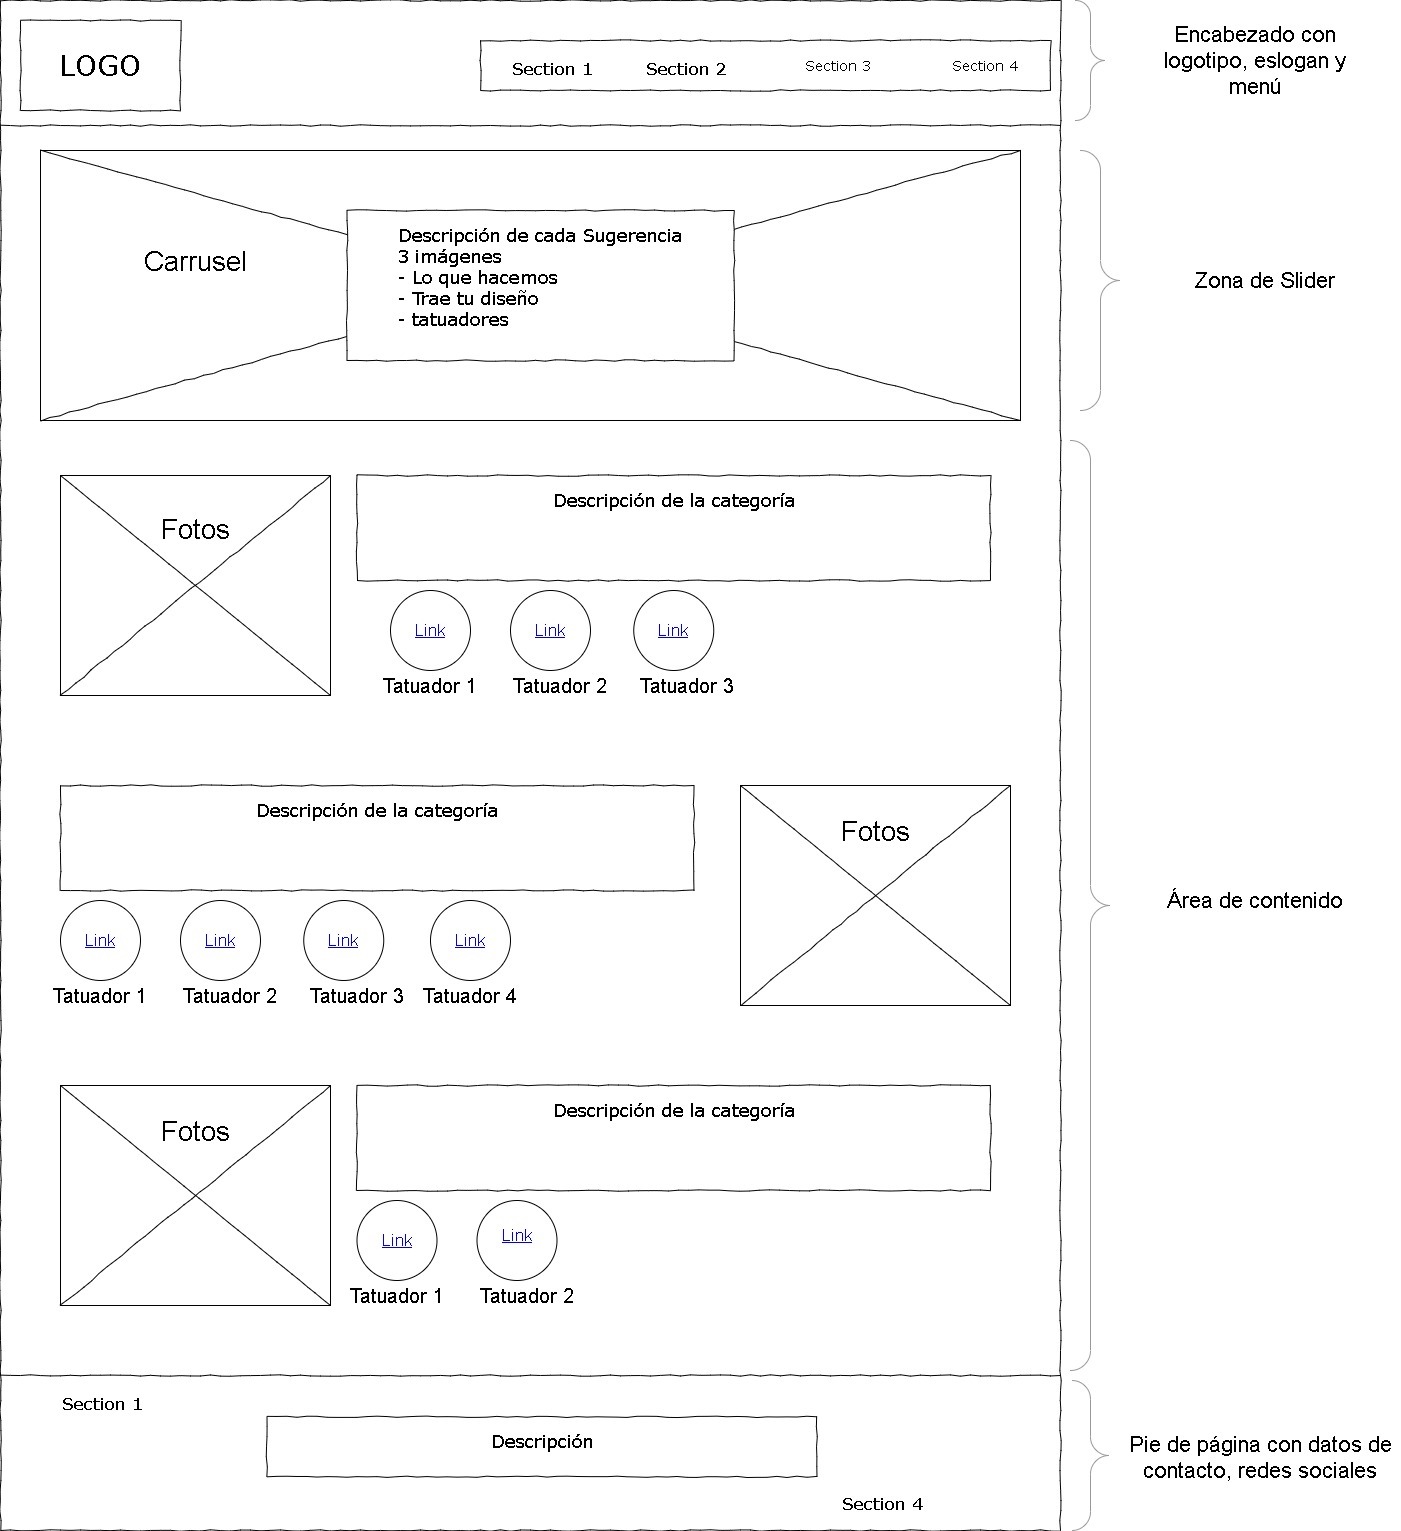 LOGO
Section 1
Section 2
Section 3
Section 4
Encabezado con
logotipo, eslogan y
menú
Carrusel
Descripción de cada Sugerencia
3 imágenes
- Lo que hacemos
- Trae tu diseño
- tatuadores
Zona de Slider
Fotos
Descripción de la categoría
Link
Link
Link
Tatuador 1
Tatuador 2
Tatuador 3
Descripción de la categoría
Fotos
Link
Link
Link
Link
Tatuador 1
Tatuador 2
Tatuador 3
Tatuador 4
Área de contenido
Fotos
Descripción de la categoría
Link
Link
Tatuador 1
Tatuador 2
Section 1
Descripción
Section 4
Pie de página con datos de
contacto, redes sociales